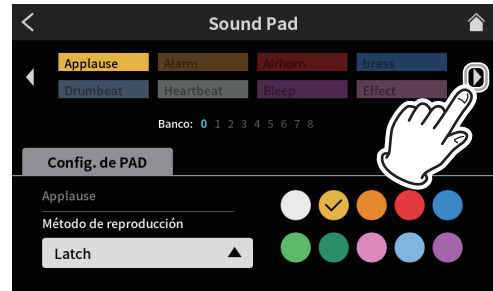 Sound Pad
Applause Alarm Airhorn brass
Drumbeat Heartbeat Bleep Effect
Banco: 0 1 2 3 4 5 6 7 8
Config. de PAD
Applause
Método de reproducción
Latch